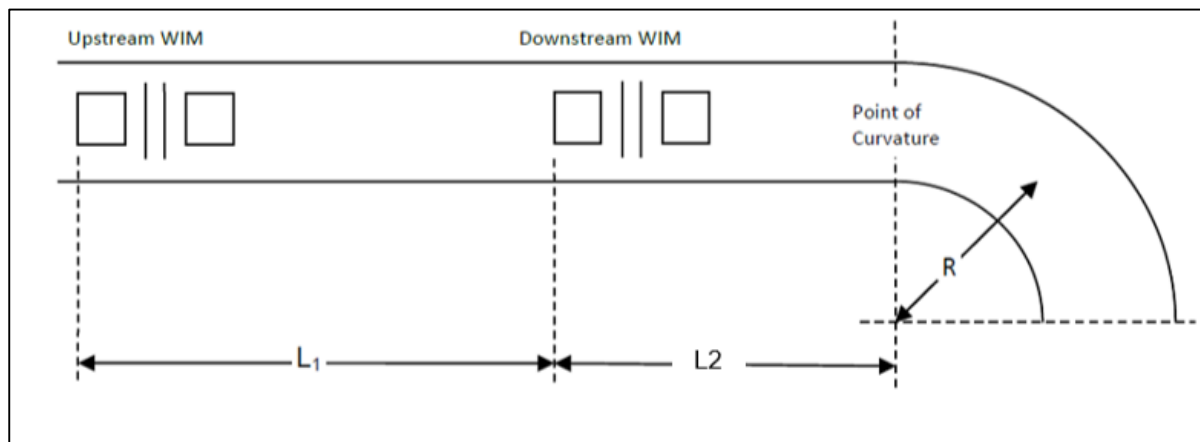 Upstream WIM
Downstream WIM
Point of
Curvature
R
L₁
L2